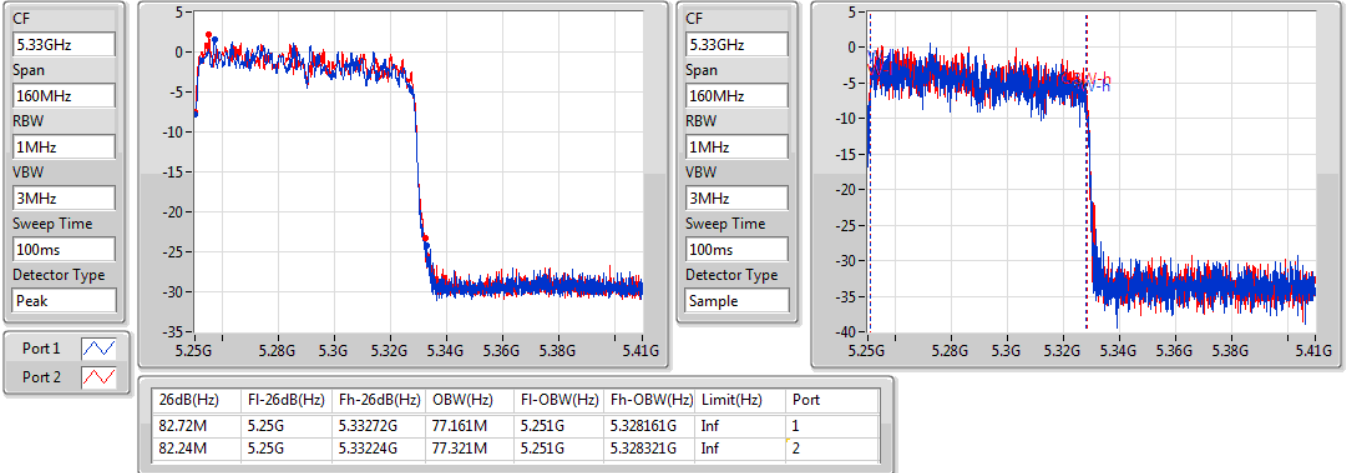 CF
5.33GHz
Span
160MHz
RBW
1MHz
VBW
3MHz
Sweep Time
100ms
Detector Type
Peak
Port 1
Port 2
5
0
-5
-10
-15
-20
-25
-30
-35
5.25G 5.28G 5.3G 5.32G 5.34G 5.36G 5.38G 5.41G
CF
5.33GHz
Span
160MHz
RBW
1MHz
VBW
3MHz
Sweep Time
100ms
Detector Type
Sample
5
0
-5
-10
-15
-20
-25
-30
-35
-40
5.25G 5.28G 5.3G 5.32G 5.34G 5.36G 5.38G 5.41G
26dB(Hz) Fl-26dB(Hz) Fh-26dB(Hz) OBW(Hz) Fl-OBW(Hz) Fh-OBW(Hz) Limit(Hz) Port
82.72M 5.25G 5.33272G 77.161M 5.251G 5.328161G Inf 1
82.24M 5.25G 5.33224G 77.321M 5.251G 5.328321G Inf 2